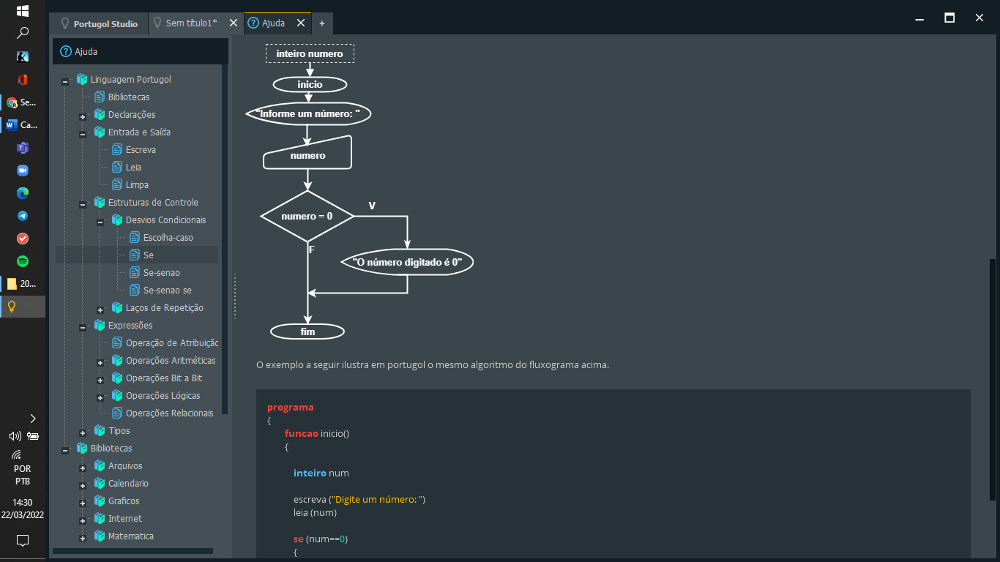 Portugol Studio
Sem título1*
Ajuda
+
Ajuda
Linguagem Portugol
Bibliotecas
Declarações
Entrada e Saída
Escreva
Leia
Limpa
Estruturas de Controle
Desvios Condicionais
Escolha-caso
Se
Se-senao
Se-senao se
Laços de Repetição
Expressões
Operação de Atribuição
Operações Aritméticas
Operações Bit a Bit
Operações Lógicas
Operações Relacionais
Tipos
Bibliotecas
Arquivos
Calendario
Graficos
Internet
Matematica
Se...
Ca...
20...
POR
PTB
14:30
22/03/2022
inteiro numero
inicio
"Informe um número: "
numero
numero = 0
V
F
"O número digitado é 0"
fim
O exemplo a seguir ilustra em portugol o mesmo algoritmo do fluxograma acima.
programa
{
funcao inicio()
{
inteiro num
escreva ("Digite um número: ")
leia (num)
se (num==0)
{